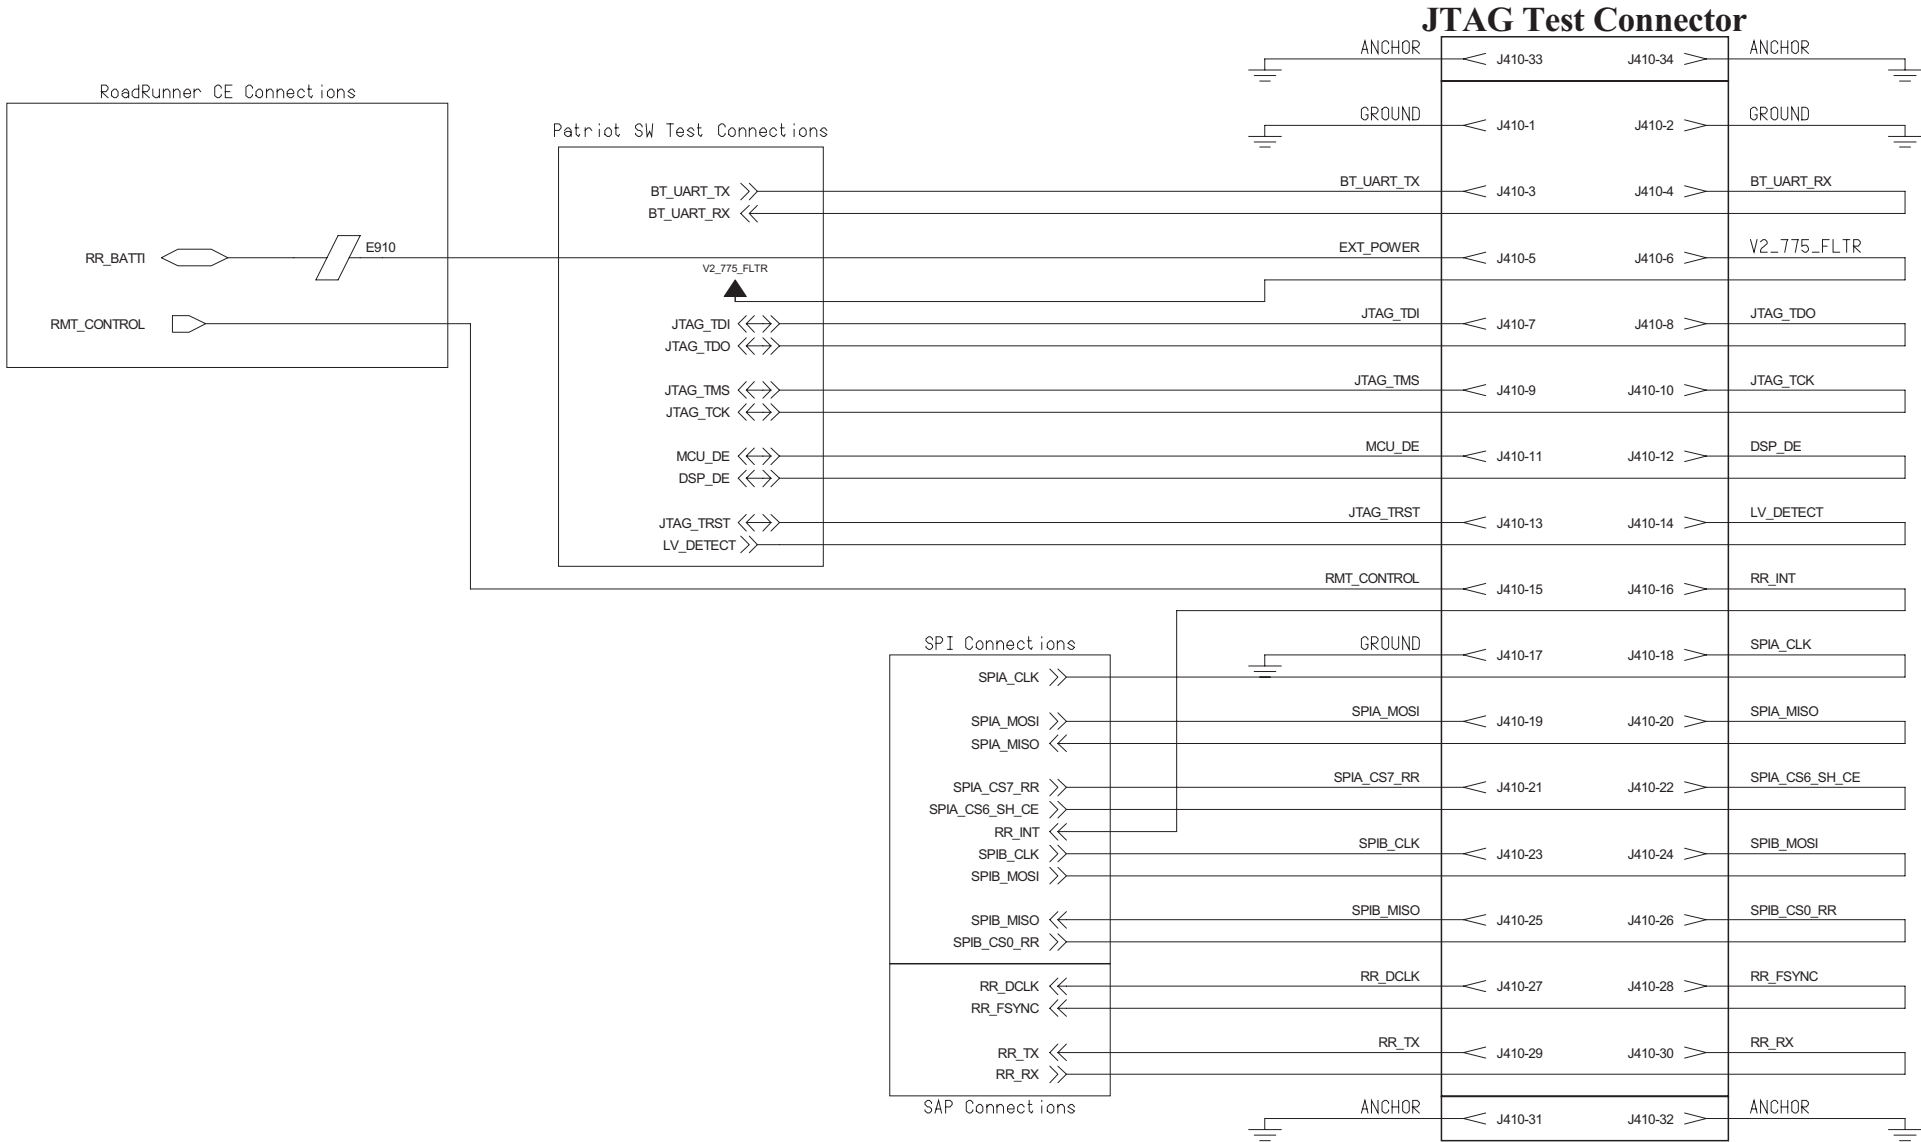 JTAG Test Connector
ANCHOR J410-33 J410-34 ANCHOR
RoadRunner CE Connections
GROUND J410-1 J410-2 GROUND
Patriot SW Test Connections
BT_UART_TX BT_UART_TX J410-3 J410-4 BT_UART_RX
BT_UART_RX
RR_BATTI E910 EXT_POWER J410-5 J410-6 V2_775_FLTR
V2_775_FLTR
RMT_CONTROL JTAG_TDI JTAG_TDI J410-7 J410-8 JTAG_TDO
JTAG_TDO
JTAG_TMS JTAG_TMS J410-9 J410-10 JTAG_TCK
JTAG_TCK
MCU_DE MCU_DE J410-11 J410-12 DSP_DE
DSP_DE
JTAG_TRST JTAG_TRST J410-13 J410-14 LV_DETECT
LV_DETECT
RMT_CONTROL J410-15 J410-16 RR_INT
SPI Connections GROUND J410-17 J410-18 SPIA_CLK
SPIA_CLK
SPIA_MOSI SPIA_MOSI J410-19 J410-20 SPIA_MISO
SPIA_MISO
SPIA_CS7_RR SPIA_CS7_RR J410-21 J410-22 SPIA_CS6_SH_CE
SPIA_CS6_SH_CE
RR_INT
SPIB_CLK SPIB_CLK J410-23 J410-24 SPIB_MOSI
SPIB_MOSI
SPIB_MISO SPIB_MISO J410-25 J410-26 SPIB_CS0_RR
SPIB_CS0_RR
RR_DCLK RR_DCLK J410-27 J410-28 RR_FSYNC
RR_FSYNC
RR_TX RR_TX J410-29 J410-30 RR_RX
RR_RX
SAP Connections
ANCHOR J410-31 J410-32 ANCHOR